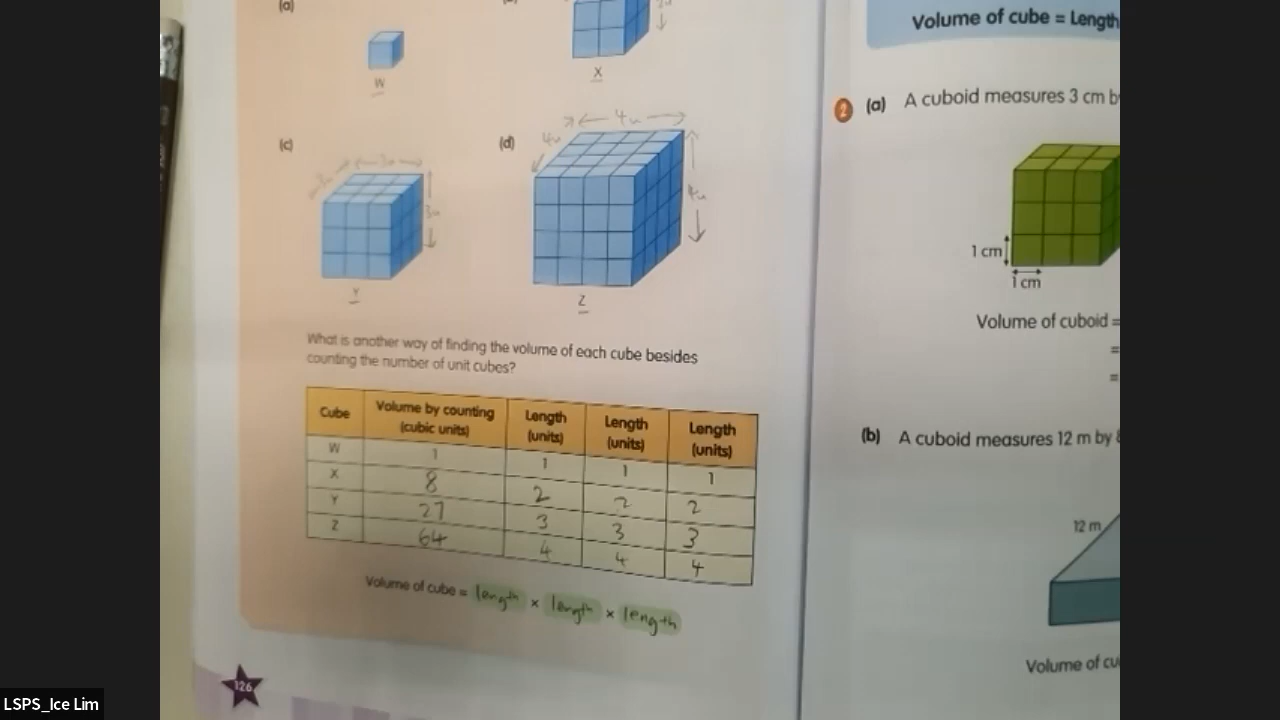 (a)
W
X
Volume of cube = Length
2 (a) A cuboid measures 3 cm b
(c)
(d)
4u
4u
4u
3u
Y
Z
1 cm
1 cm
Volume of cuboid =
=
=
What is another way of finding the volume of each cube besides
counting the number of unit cubes?
Cube Volume by counting (cubic units) Length (units) Length (units) Length (units)
W 1 1 1 1
X 8 2 2 2
Y 27 3 3 3
Z 64 4 4 4
Volume of cube = length × length × length
(b) A cuboid measures 12 m by 8
12 m
Volume of cu
126
LSPS_Ice Lim